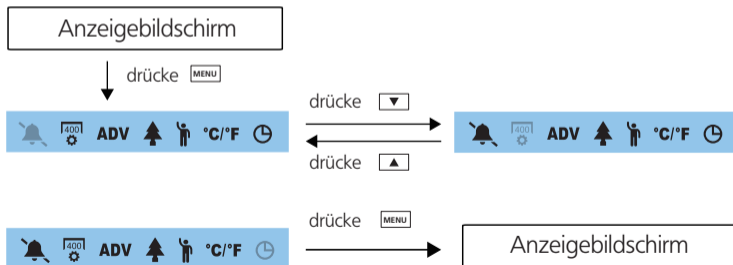 Anzeigebildschirm
drücke MENU
drücke ▼
400 ADV °C/°F
400 ADV °C/°F
drücke ▲
drücke MENU
400 ADV °C/°F
Anzeigebildschirm